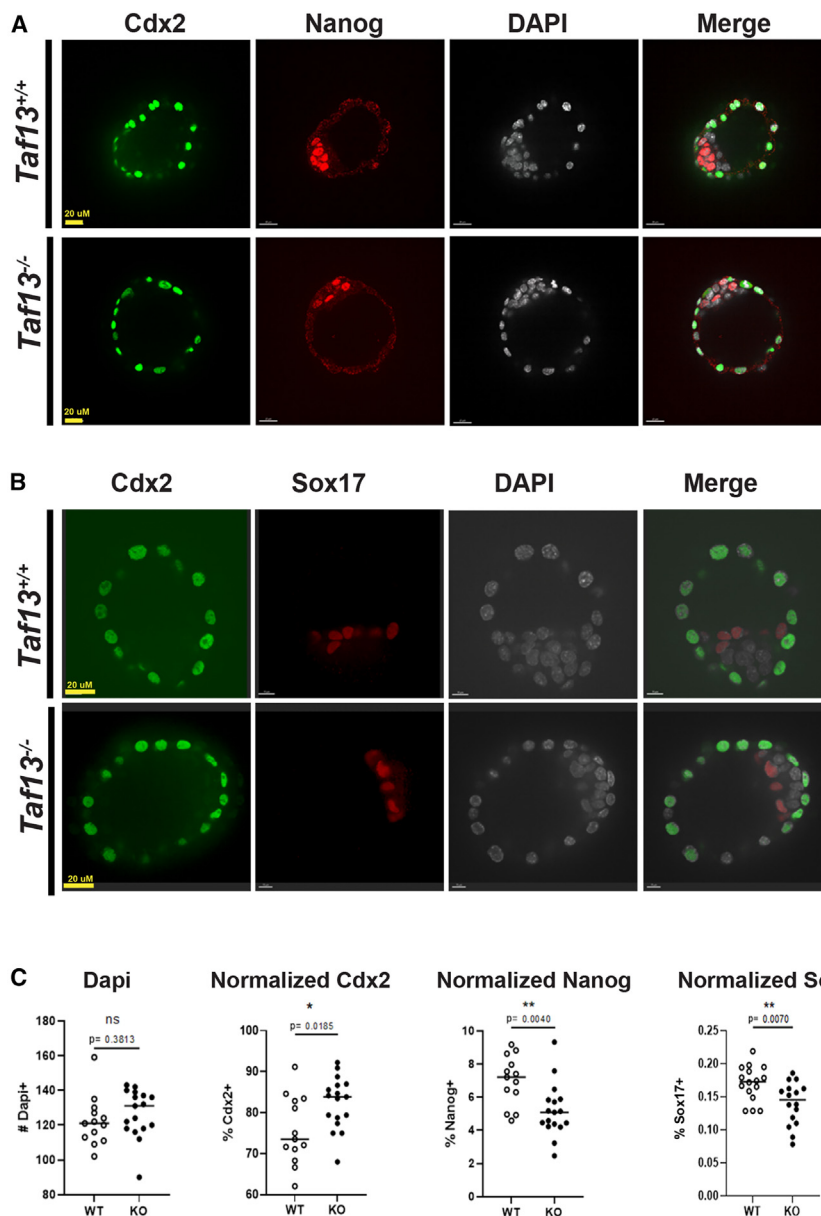 A
Cdx2 Nanog DAPI Merge
Taf13+/+
20 uM
Taf13-/-
20 uM
B
Cdx2 Sox17 DAPI Merge
Taf13+/+
20 uM
Taf13-/-
20 uM
C
Dapi Normalized Cdx2 Normalized Nanog Normalized So
ns * ** **
p= 0.3813 p= 0.0185 p= 0.0040 p= 0.0070
# Dapi+
180
160
140
120
100
80
WT KO
% Cdx2+
100
90
80
70
60
WT KO
% Nanog+
10
8
6
4
2
0
WT KO
% Sox17+
0.25
0.20
0.15
0.10
0.05
0.00
WT KO